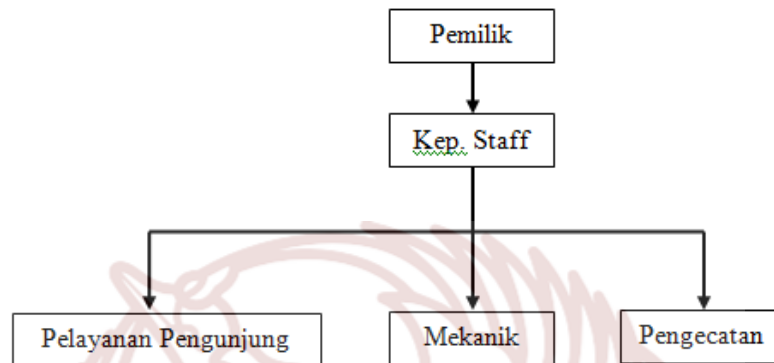 Pemilik
Kep. Staff
Pelayanan Pengunjung
Mekanik
Pengecatan